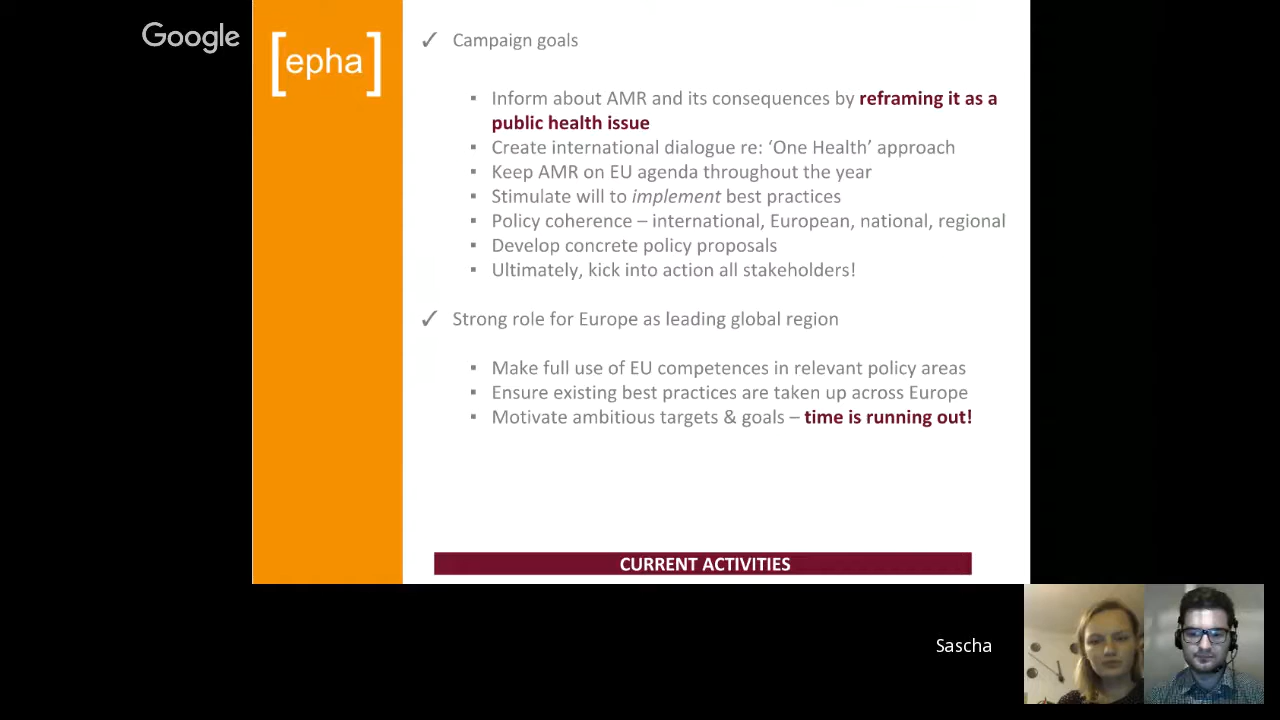 Google
[epha]
✓ Campaign goals
▪ Inform about AMR and its consequences by reframing it as a
public health issue
▪ Create international dialogue re: ‘One Health’ approach
▪ Keep AMR on EU agenda throughout the year
▪ Stimulate will to implement best practices
▪ Policy coherence – international, European, national, regional
▪ Develop concrete policy proposals
▪ Ultimately, kick into action all stakeholders!
✓ Strong role for Europe as leading global region
▪ Make full use of EU competences in relevant policy areas
▪ Ensure existing best practices are taken up across Europe
▪ Motivate ambitious targets & goals – time is running out!
CURRENT ACTIVITIES
Sascha